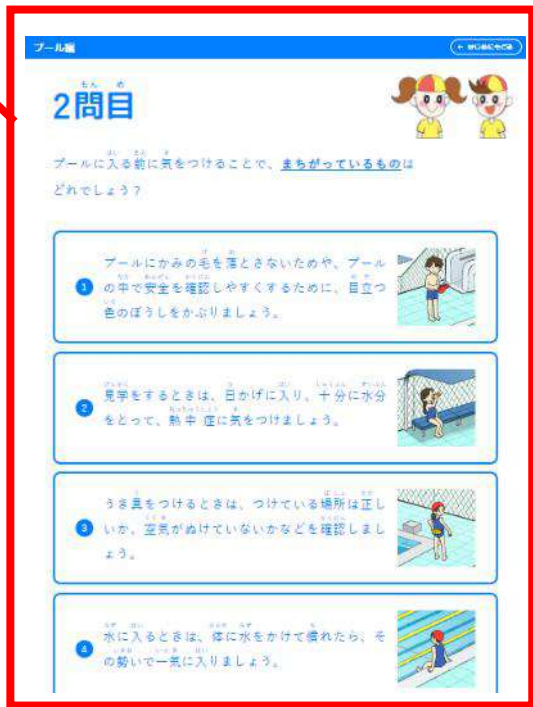 プール編
← はじめにもどる
2問目
プールに入る前に気をつけることで、まちがっているものは
どれでしょう？
プールにかみの毛を落とさないためや、プール
1 の中で安全を確認しやすくするために、目立つ
色のぼうしをかぶりましょう。
見学をするときは、日かげに入り、十分に水分
2 をとって、熱中症に気をつけましょう。
うき具をつけるときは、つけている場所は正し
3 いか、空気がぬけていないかなどを確認しまし
ょう。
水に入るときは、体に水をかけて慣れたら、そ
4 の勢いで一気に入りましょう。